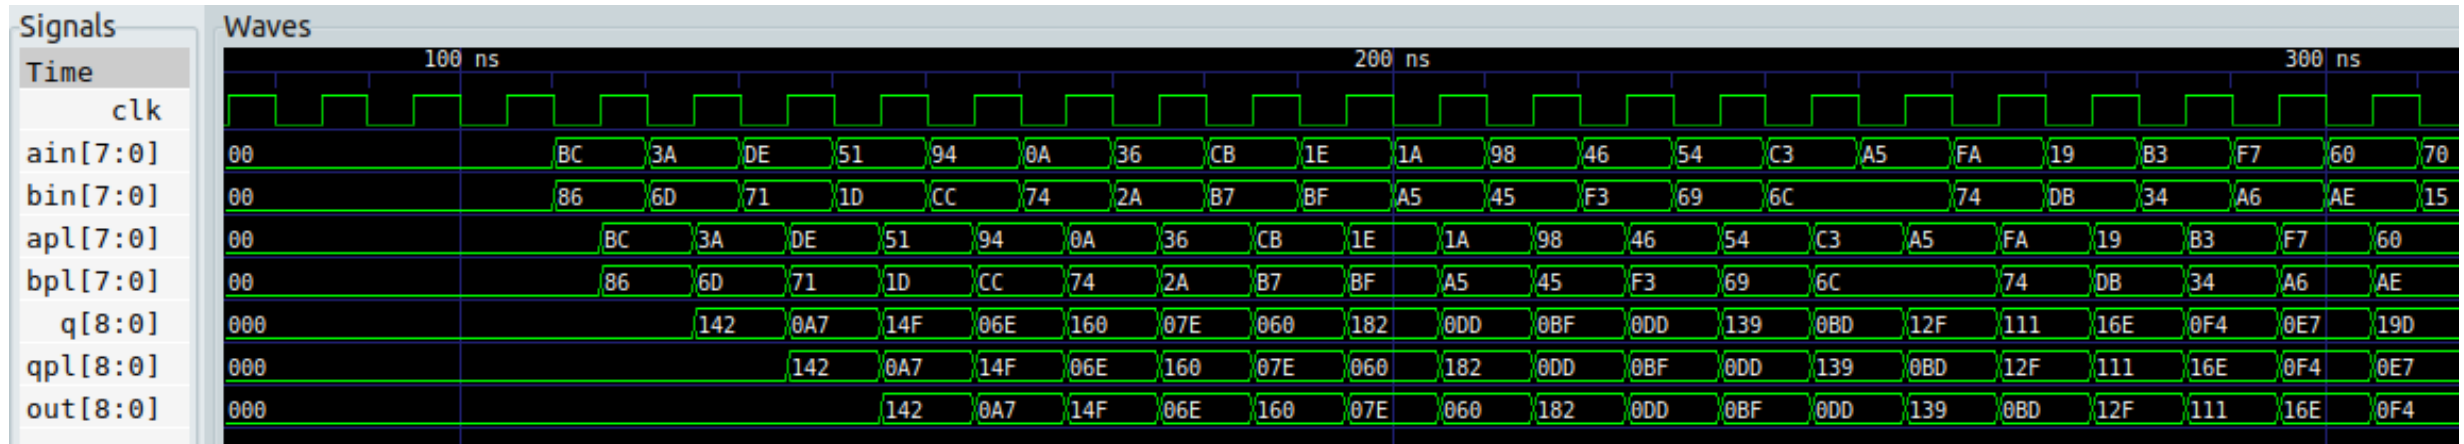 Signals Waves
Time 100 ns 200 ns 300 ns
clk
ain[7:0] 00 BC 3A DE 51 94 0A 36 CB 1E 1A 98 46 54 C3 A5 FA 19 B3 F7 60 70
bin[7:0] 00 86 6D 71 1D CC 74 2A B7 BF A5 45 F3 69 6C 74 DB 34 A6 AE 15
apl[7:0] 00 BC 3A DE 51 94 0A 36 CB 1E 1A 98 46 54 C3 A5 FA 19 B3 F7 60
bpl[7:0] 00 86 6D 71 1D CC 74 2A B7 BF A5 45 F3 69 6C 74 DB 34 A6 AE
q[8:0] 000 142 0A7 14F 06E 160 07E 060 182 0DD 0BF 0DD 139 0BD 12F 111 16E 0F4 0E7 19D
qpl[8:0] 000 142 0A7 14F 06E 160 07E 060 182 0DD 0BF 0DD 139 0BD 12F 111 16E 0F4 0E7
out[8:0] 000 142 0A7 14F 06E 160 07E 060 182 0DD 0BF 0DD 139 0BD 12F 111 16E 0F4